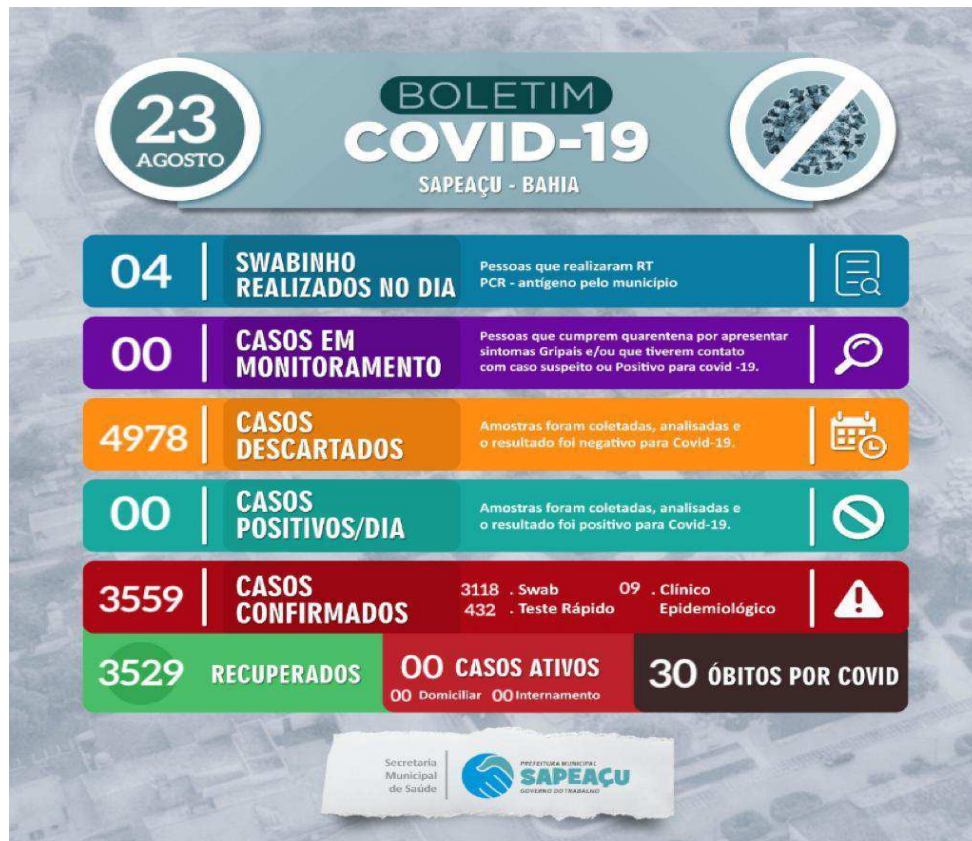 23
AGOSTO
BOLETIM
COVID-19
SAPEAÇU - BAHIA
04
SWABINHO
REALIZADOS NO DIA
Pessoas que realizaram RT
PCR - antígeno pelo município
00
CASOS EM
MONITORAMENTO
Pessoas que cumprem quarentena por apresentar
sintomas Gripais e/ou que tiverem contato
com caso suspeito ou Positivo para covid -19.
4978
CASOS
DESCARTADOS
Amostras foram coletadas, analisadas e
o resultado foi negativo para Covid-19.
00
CASOS
POSITIVOS/DIA
Amostras foram coletadas, analisadas e
o resultado foi positivo para Covid-19.
3559
CASOS
CONFIRMADOS
3118 . Swab
432 . Teste Rápido
09 . Clínico
Epidemiológico
3529 RECUPERADOS
00 CASOS ATIVOS
00 Domiciliar 00 Internamento
30 ÓBITOS POR COVID
Secretaria
Municipal
de Saúde
PREFEITURA MUNICIPAL
SAPEAÇU
GOVERNO DO TRABALHO